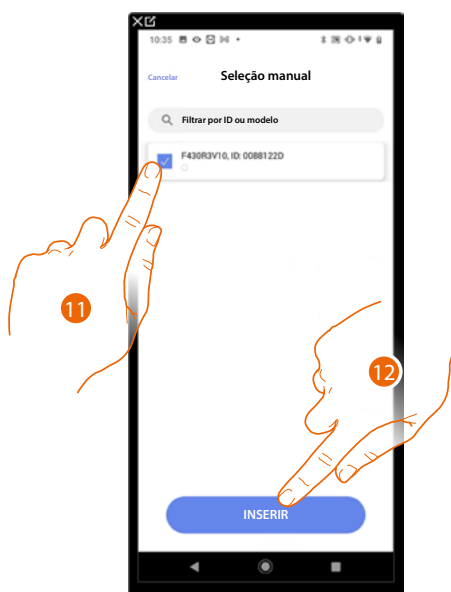 10:35
Cancelar
Seleção manual
Filtrar por ID ou modelo
F430R3V10, ID: 0088122D
11
12
INSERIR